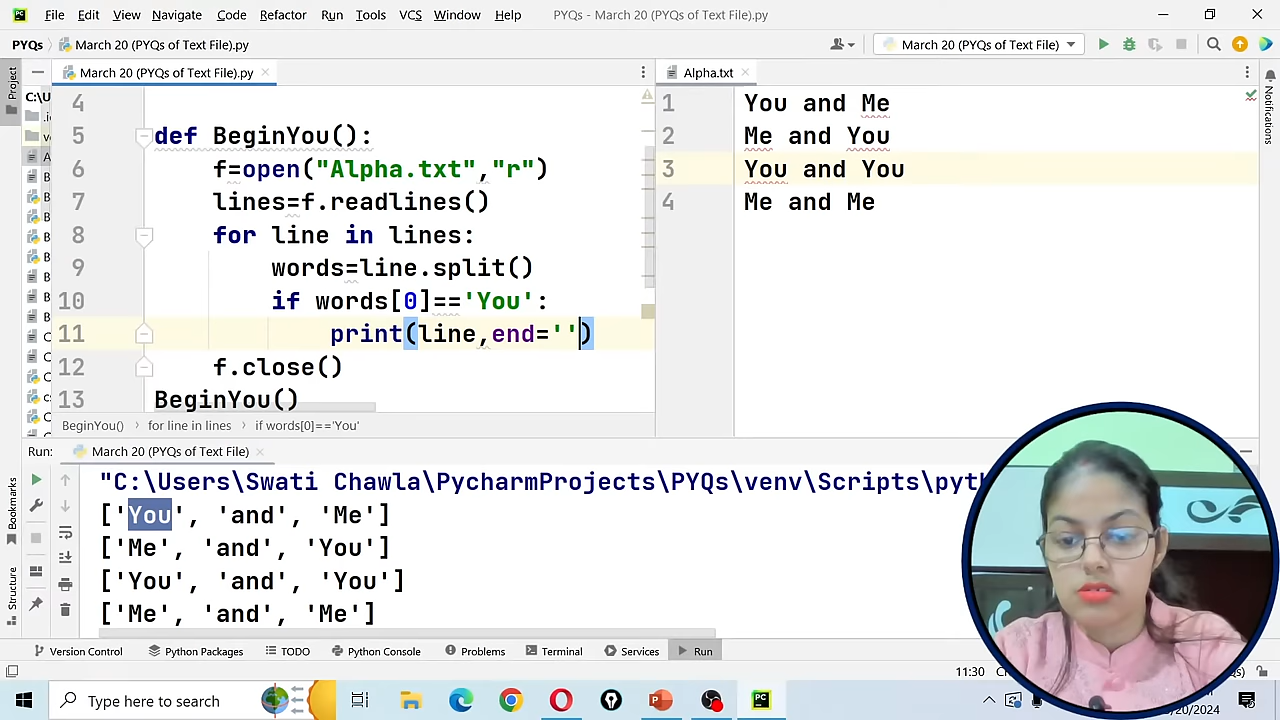 File Edit View Navigate Code Refactor Run Tools VCS Window Help PYQs - March 20 (PYQs of Text File).py
PYQs March 20 (PYQs of Text File).py March 20 (PYQs of Text File)
March 20 (PYQs of Text File).py Alpha.txt
Project
Notifications
C:\U
4
5 def BeginYou():
6 f=open("Alpha.txt","r")
7 lines=f.readlines()
8 for line in lines:
9 words=line.split()
10 if words[0]=='You':
11 print(line,end='')
12 f.close()
13 BeginYou()
BeginYou() for line in lines if words[0]=='You'
1 You and Me
2 Me and You
3 You and You
4 Me and Me
Run: March 20 (PYQs of Text File)
"C:\Users\Swati Chawla\PycharmProjects\PYQs\venv\Scripts\pyth
['You', 'and', 'Me']
['Me', 'and', 'You']
['You', 'and', 'You']
['Me', 'and', 'Me']
Bookmarks
Structure
Version Control Python Packages TODO Python Console Problems Terminal Services Run
11:30
Type here to search